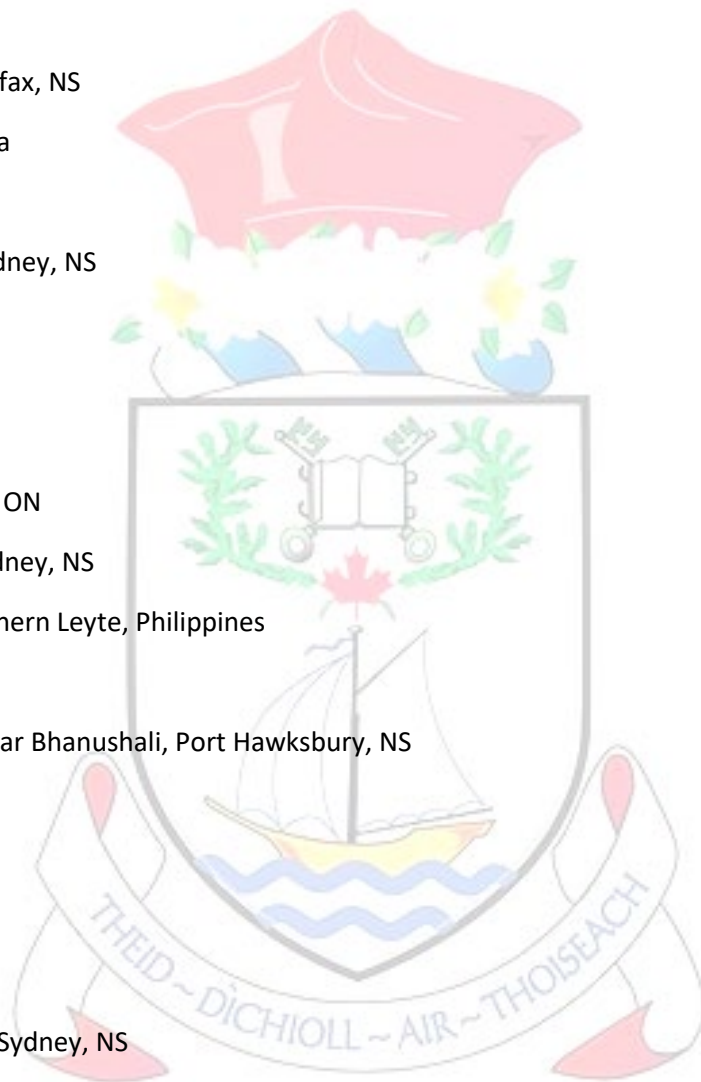 fax, NS
a
dney, NS
ON
dney, NS
hern Leyte, Philippines
ar Bhanushali, Port Hawksbury, NS
THEID ~ DÌCHIOLL ~ AIR ~ THOISEACH
Sydney, NS